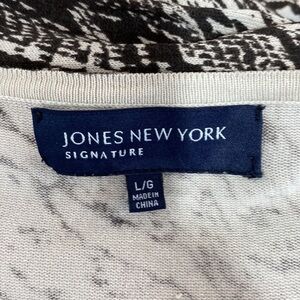 JONES NEW YORK
SIGNATURE
L/G
MADE IN
CHINA